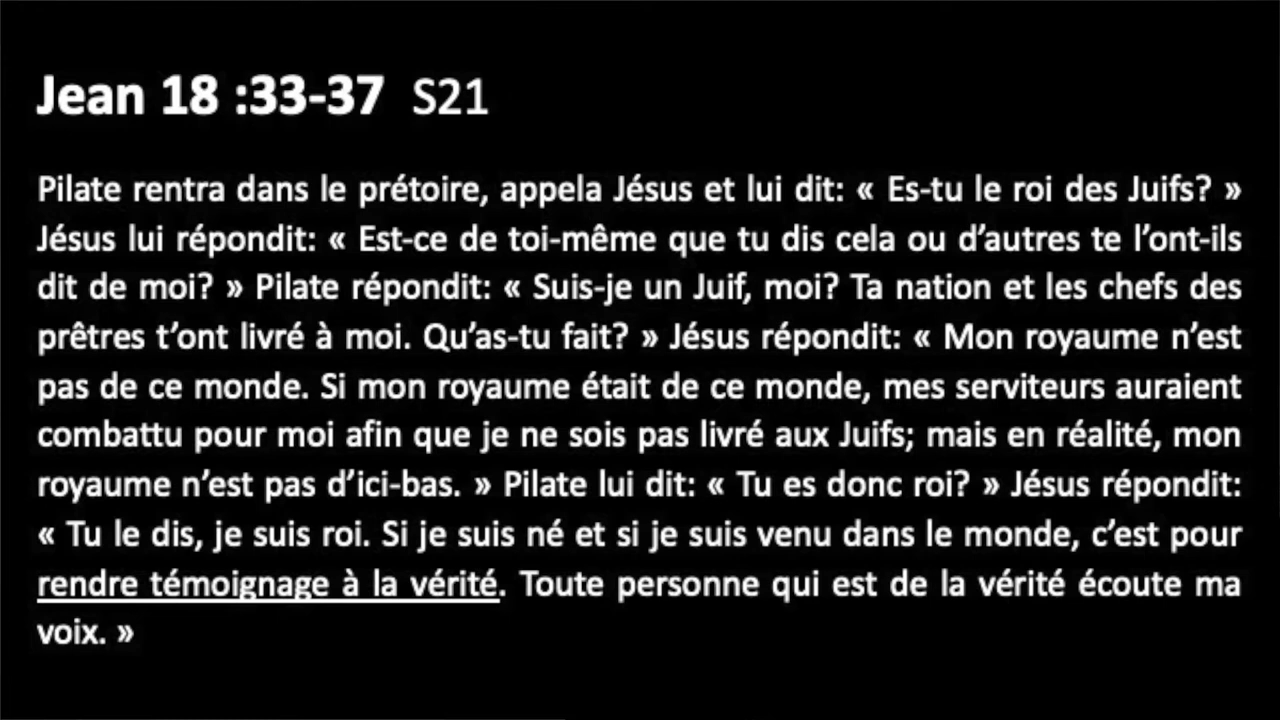 Jean 18 :33-37 S21
Pilate rentra dans le prétoire, appela Jésus et lui dit: « Es-tu le roi des Juifs? »
Jésus lui répondit: « Est-ce de toi-même que tu dis cela ou d’autres te l’ont-ils
dit de moi? » Pilate répondit: « Suis-je un Juif, moi? Ta nation et les chefs des
prêtres t’ont livré à moi. Qu’as-tu fait? » Jésus répondit: « Mon royaume n’est
pas de ce monde. Si mon royaume était de ce monde, mes serviteurs auraient
combattu pour moi afin que je ne sois pas livré aux Juifs; mais en réalité, mon
royaume n’est pas d’ici-bas. » Pilate lui dit: « Tu es donc roi? » Jésus répondit:
« Tu le dis, je suis roi. Si je suis né et si je suis venu dans le monde, c’est pour
rendre témoignage à la vérité. Toute personne qui est de la vérité écoute ma
voix. »